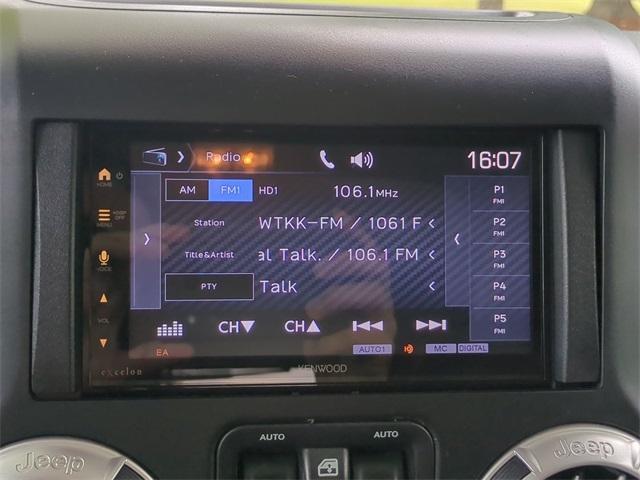 Radio 16:07
HOME
AM FM1 HD1 106.1MHz P1
FM1
MENU DISP OFF
Station WTKK-FM / 1061 F P2
FM1
VOICE
Title&Artist al Talk. / 106.1 FM P3
FM1
PTY Talk P4
FM1
VOL
CH CH P5
FM1
EA AUTO1 MC DIGITAL
excelon KENWOOD
AUTO AUTO
Jeep Jeep